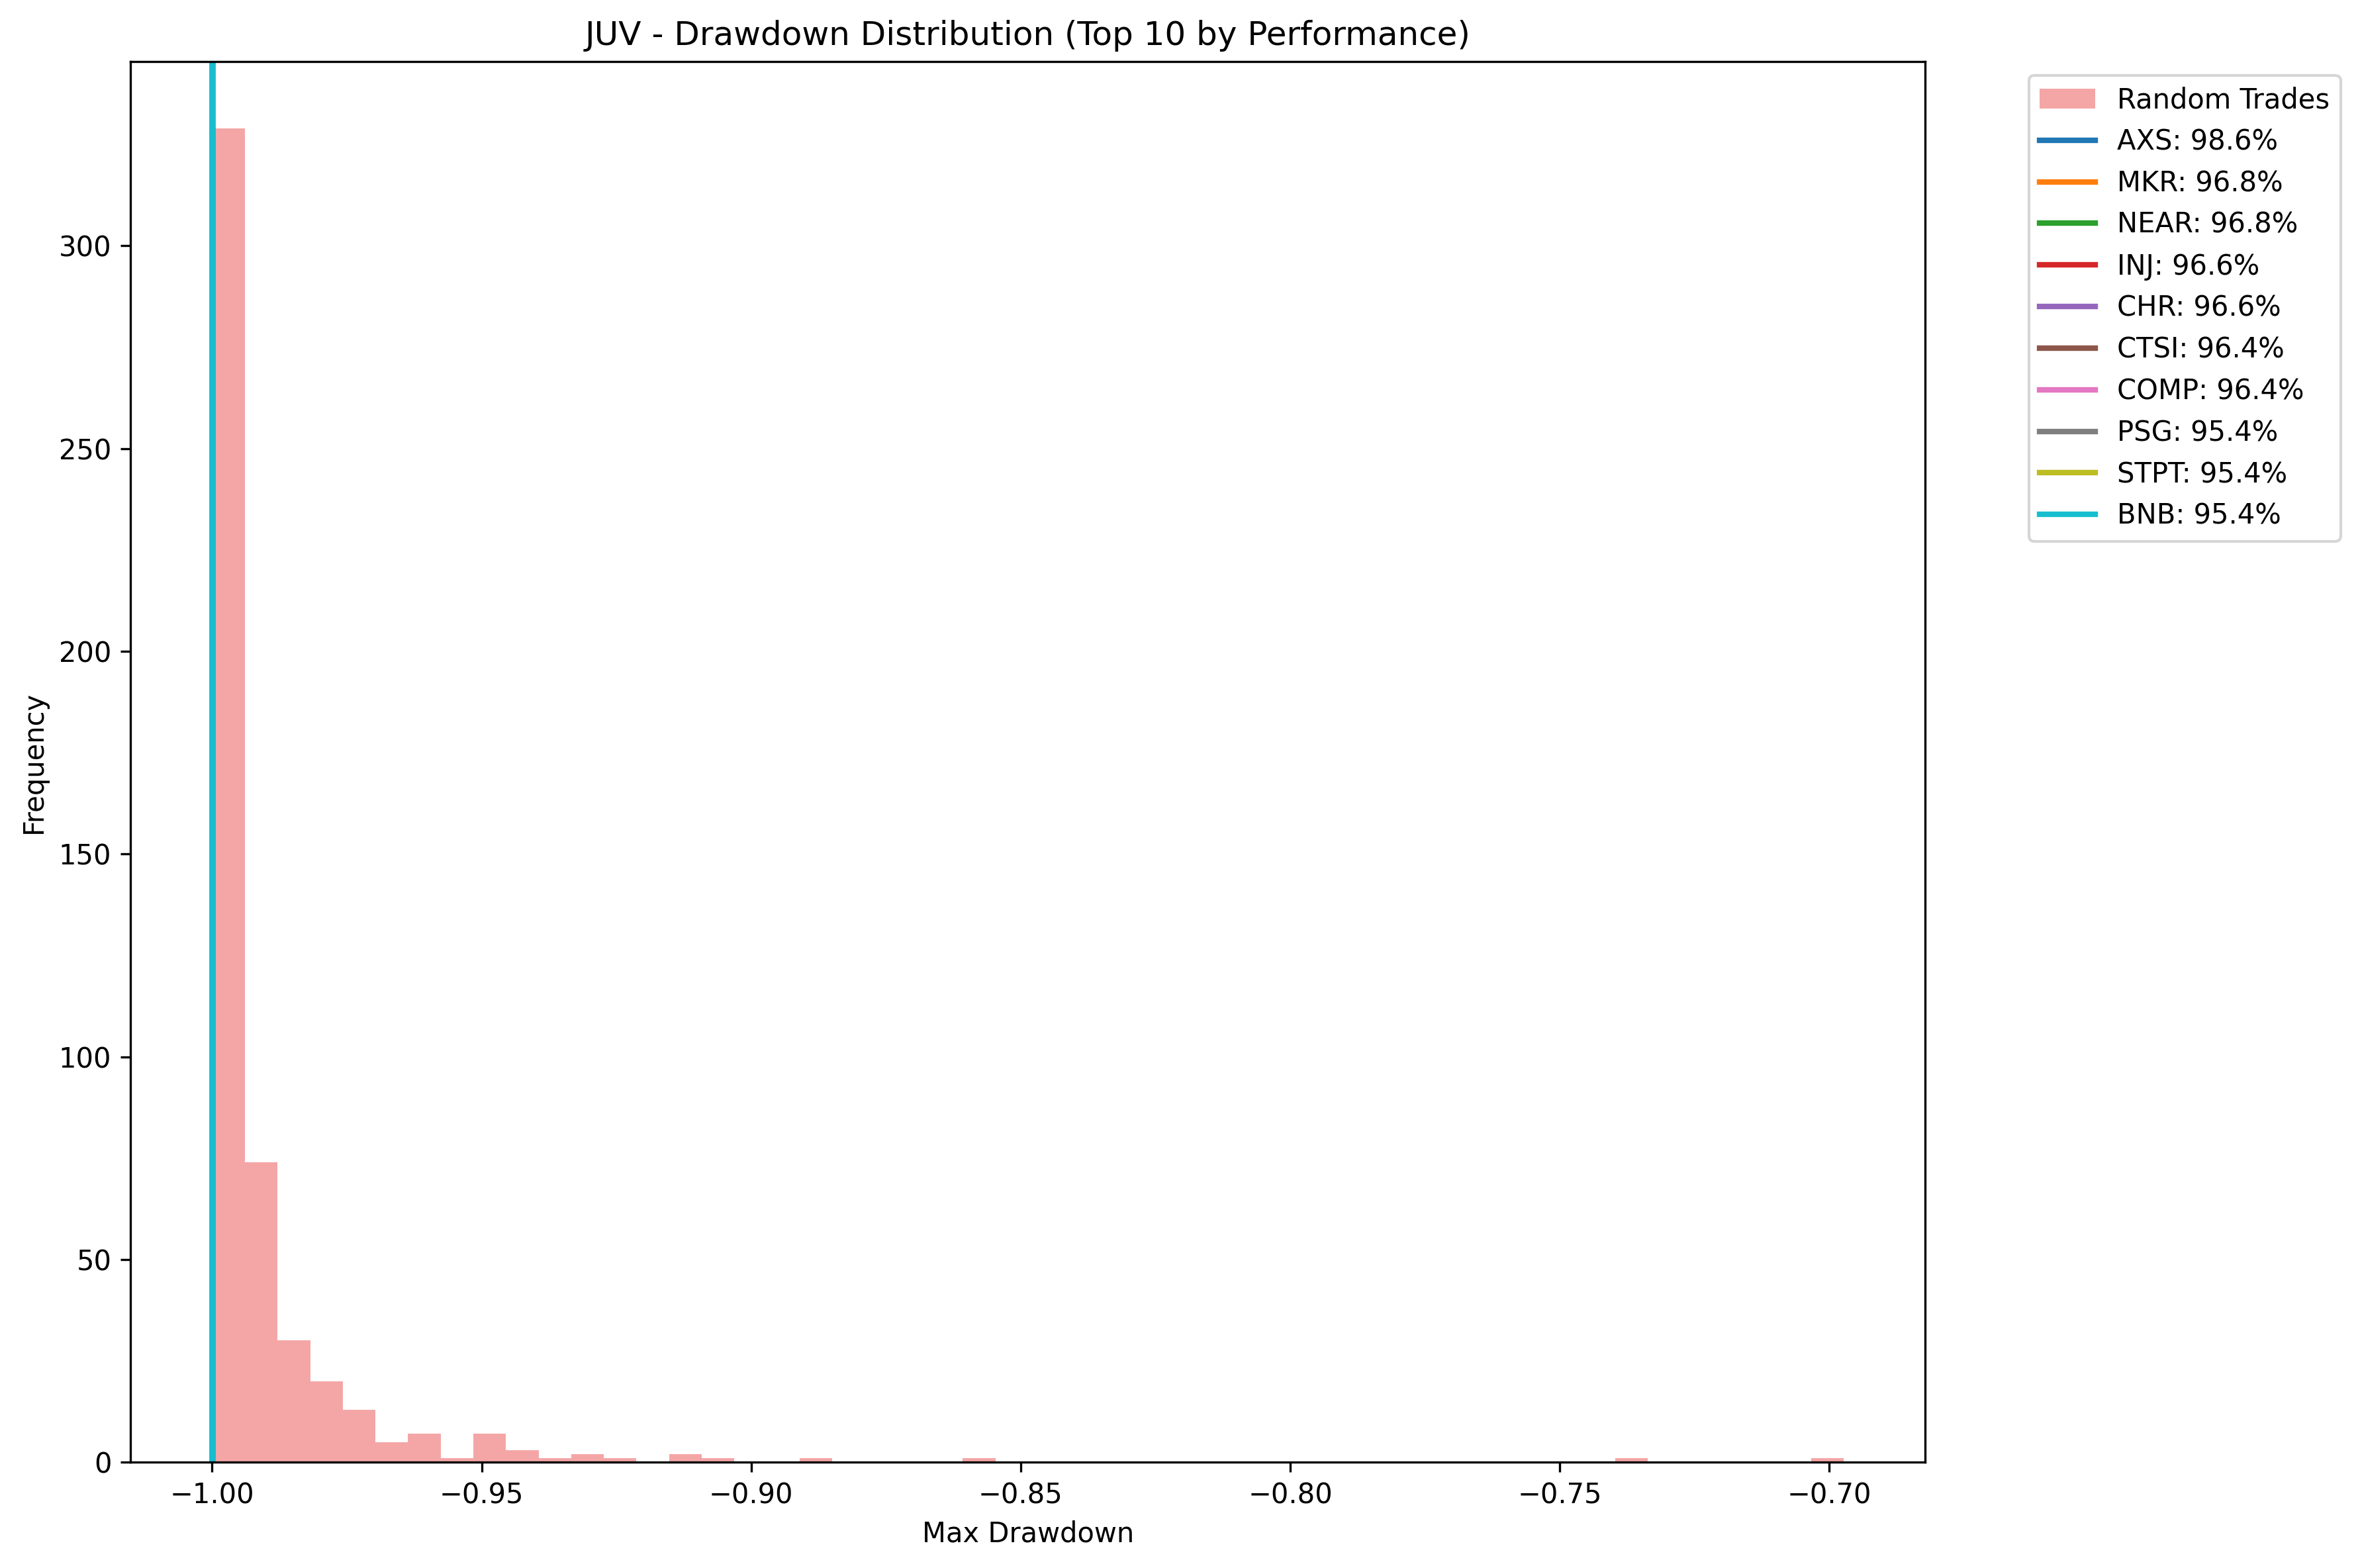 JUV - Drawdown Distribution (Top 10 by Performance)
Random Trades
AXS: 98.6%
MKR: 96.8%
NEAR: 96.8%
INJ: 96.6%
CHR: 96.6%
CTSI: 96.4%
COMP: 96.4%
PSG: 95.4%
STPT: 95.4%
BNB: 95.4%
Frequency
300
250
200
150
100
50
0
−1.00 −0.95 −0.90 −0.85 −0.80 −0.75 −0.70
Max Drawdown